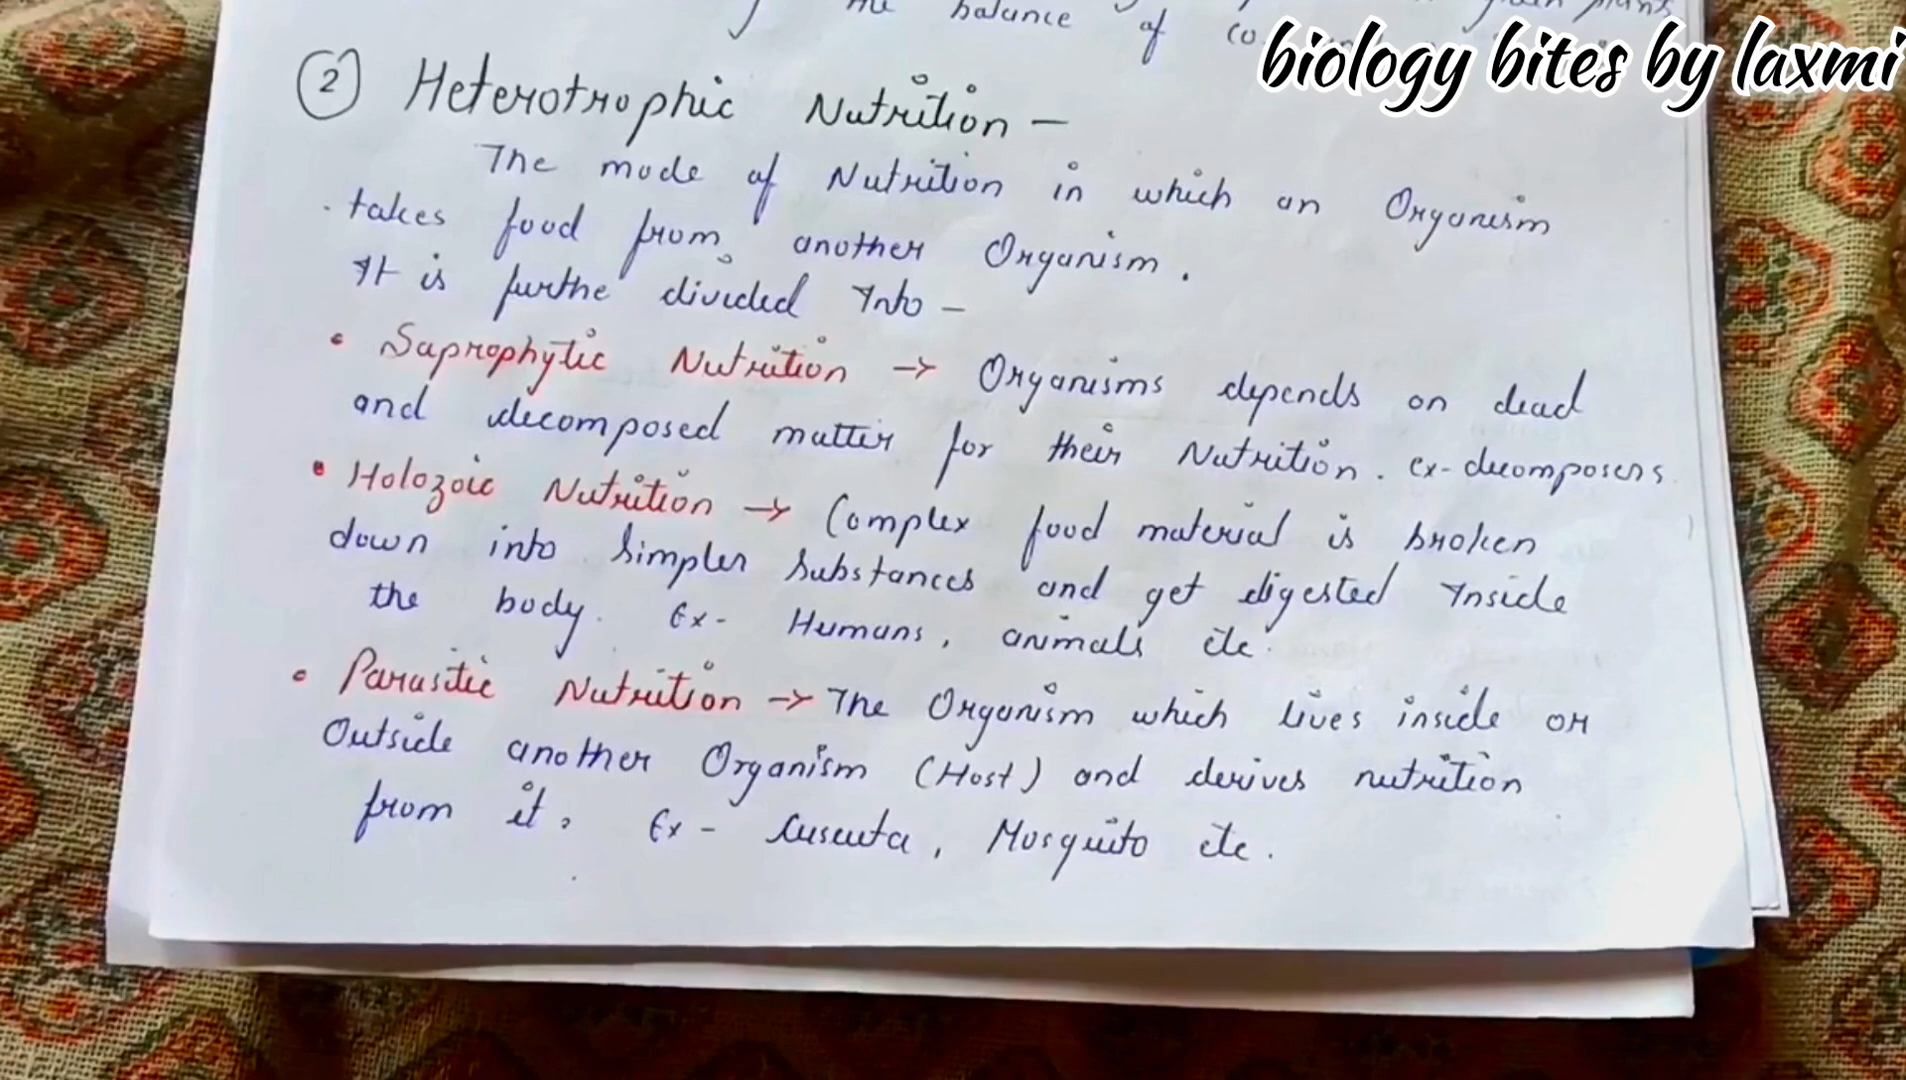 the balance of co
biology bites by laxmi
② Heterotrophic Nutrition –
The mode of Nutrition in which an Organism
takes food from another Organism.
It is furthe divided Into –
• Saprophytic Nutrition → Organisms depends on dead
and decomposed matter for their Nutrition. ex- decomposers
• Holozoic Nutrition → Complex food material is broken
down into simpler substances and get digested Inside
the body. Ex- Humans, animals etc.
• Parasitic Nutrition → The Organism which lives inside or
Outside another Organism (Host) and derives nutrition
from it. Ex – Cuscuta, Mosquito etc.